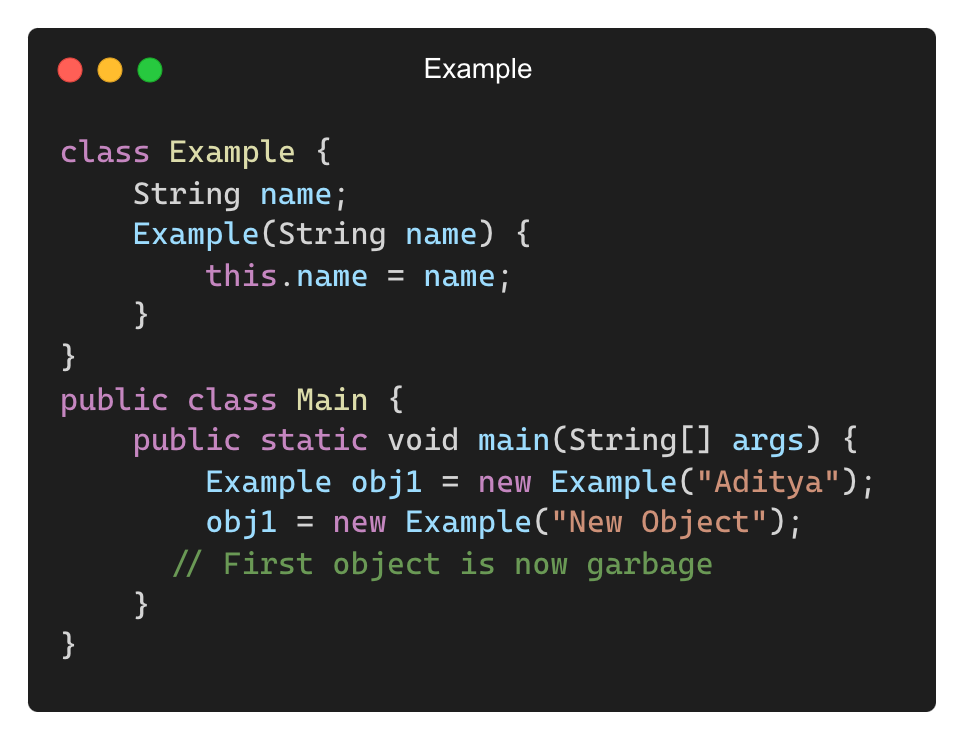 Example
class Example {
    String name;
    Example(String name) {
        this.name = name;
    }
}
public class Main {
    public static void main(String[] args) {
        Example obj1 = new Example("Aditya");
        obj1 = new Example("New Object");
      // First object is now garbage
    }
}